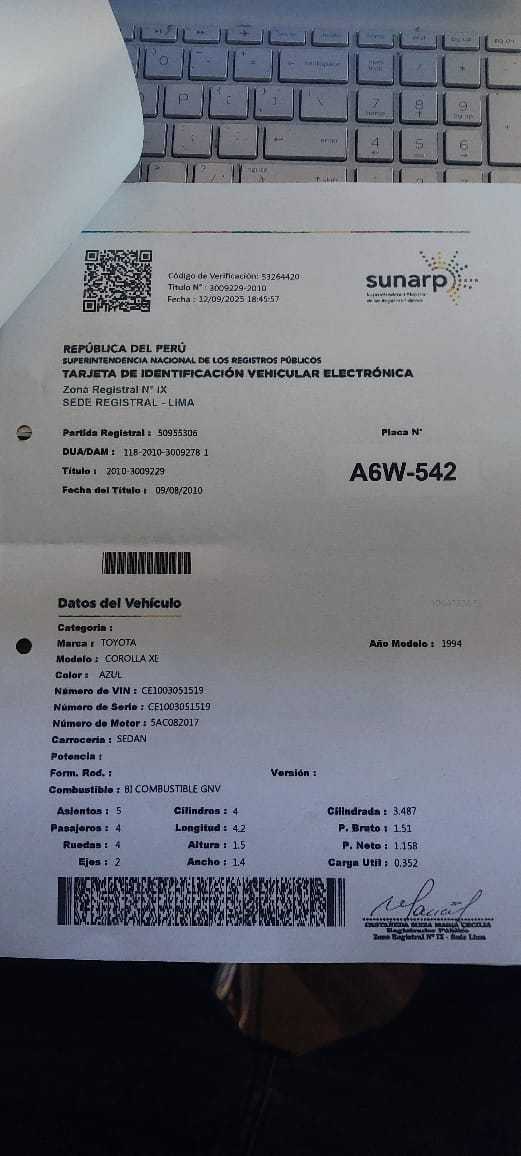 Código de Verificación: 53264420
Título N° : 3009229-2010
Fecha : 12/09/2025 18:45:57
sunarp
REPÚBLICA DEL PERÚ
SUPERINTENDENCIA NACIONAL DE LOS REGISTROS PÚBLICOS
TARJETA DE IDENTIFICACIÓN VEHICULAR ELECTRÓNICA
Zona Registral N° IX
SEDE REGISTRAL - LIMA
Partida Registral : 50955306
Placa N°
DUA/DAM : 118-2010-3009278 1
A6W-542
Título : 2010-3009229
Fecha del Título : 09/08/2010
Datos del Vehículo
Categoria :
Marca : TOYOTA
Año Modelo : 1994
Modelo : COROLLA XE
Color : AZUL
Número de VIN : CE1003051519
Número de Serie : CE1003051519
Número de Motor : 5AC082017
Carrocería : SEDAN
Potencia :
Form. Rod. : Versión :
Combustible : BI COMBUSTIBLE GNV
Asientos : 5 Cilindros : 4 Cilindrada : 3.487
Pasajeros : 4 Longitud : 4.2 P. Bruto : 1.51
Ruedas : 4 Altura : 1.5 P. Neto : 1.158
Ejes : 2 Ancho : 1.4 Carga Util : 0.352
MARIA CECILIA
Registrador Público
Zona Registral N° IX - Sede Lima